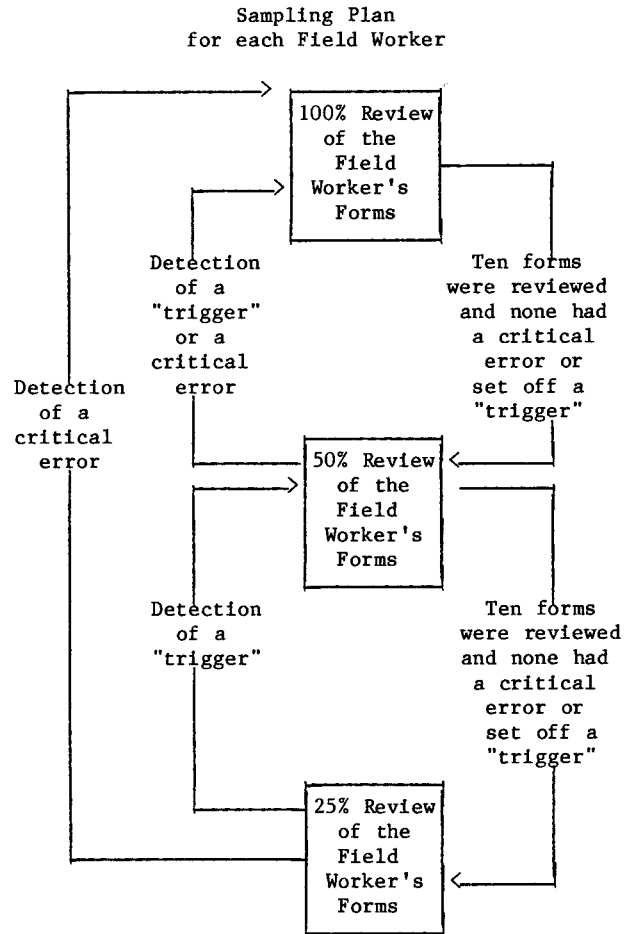 Sampling Plan
for each Field Worker
100% Review
of the
Field
Worker's
Forms
Detection
of a
"trigger"
or a
critical
error
Ten forms
were reviewed
and none had
a critical
error or
set off a
"trigger"
Detection
of a
critical
error
50% Review
of the
Field
Worker's
Forms
Detection
of a
"trigger"
Ten forms
were reviewed
and none had
a critical
error or
set off a
"trigger"
25% Review
of the
Field
Worker's
Forms